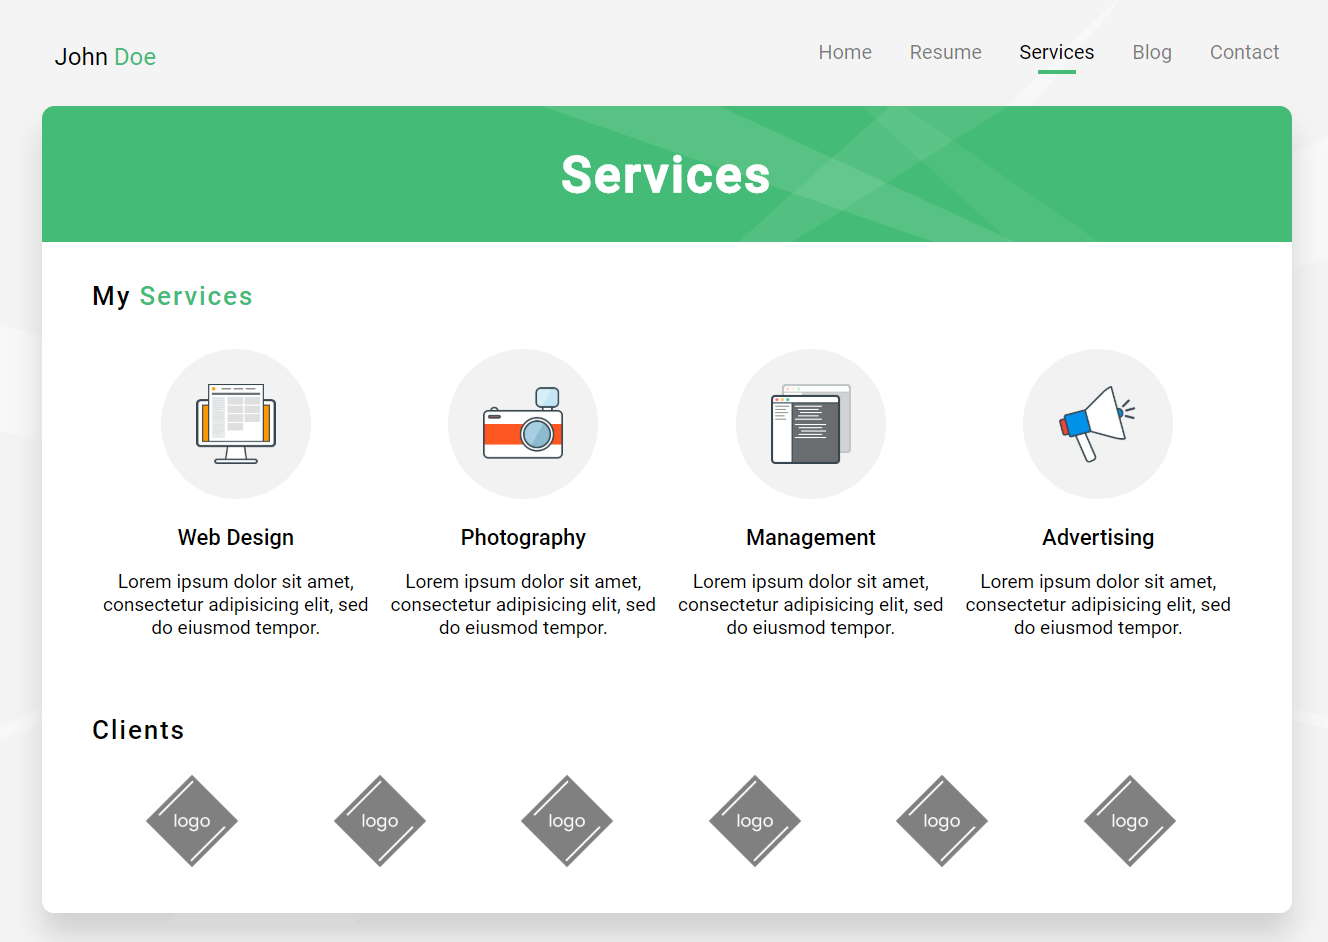 John Doe
Home Resume Services Blog Contact
Services
My Services
Web Design
Lorem ipsum dolor sit amet,
consectetur adipisicing elit, sed
do eiusmod tempor.
Photography
Lorem ipsum dolor sit amet,
consectetur adipisicing elit, sed
do eiusmod tempor.
Management
Lorem ipsum dolor sit amet,
consectetur adipisicing elit, sed
do eiusmod tempor.
Advertising
Lorem ipsum dolor sit amet,
consectetur adipisicing elit, sed
do eiusmod tempor.
Clients
logo logo logo logo logo logo